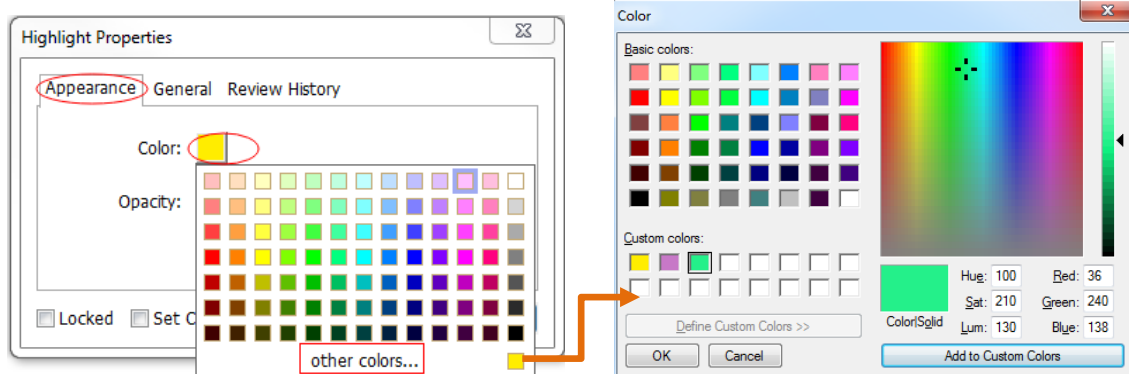 Highlight Properties
Appearance General Review History
Color:
Opacity:
Locked Set C
other colors...
Color
Basic colors:
Custom colors:
Define Custom Colors >>
OK Cancel
Color|Solid
Hue: 100 Red: 36
Sat: 210 Green: 240
Lum: 130 Blue: 138
Add to Custom Colors